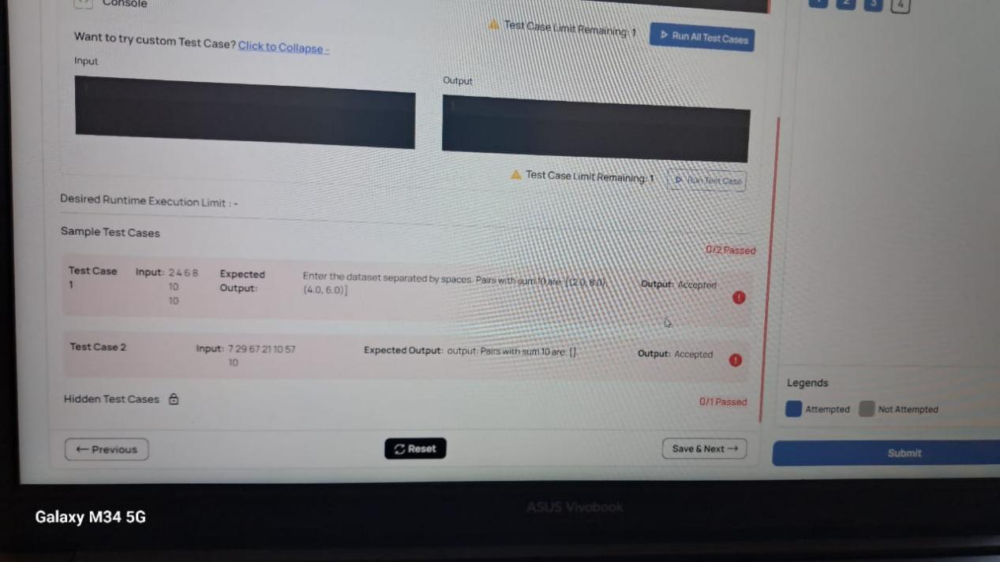 Console
1 2 3 4
Test Case Limit Remaining: 1
Run All Test Cases
Want to try custom Test Case? Click to Collapse -
Input
Output
Test Case Limit Remaining: 1
Run Test Case
Desired Runtime Execution Limit : -
Sample Test Cases
0/2 Passed
Test Case 1
Input: 2 4 6 8
10
10
Expected Output:
Enter the dataset separated by spaces. Pairs with sum 10 are: [(2.0, 8.0),
(4.0, 6.0)]
Output: Accepted
Test Case 2
Input: 7 29 67 21 10 57
10
Expected Output: output: Pairs with sum 10 are: []
Output: Accepted
Hidden Test Cases
0/1 Passed
Legends
Attempted
Not Attempted
← Previous
Reset
Save & Next →
Submit
ASUS Vivobook
Galaxy M34 5G